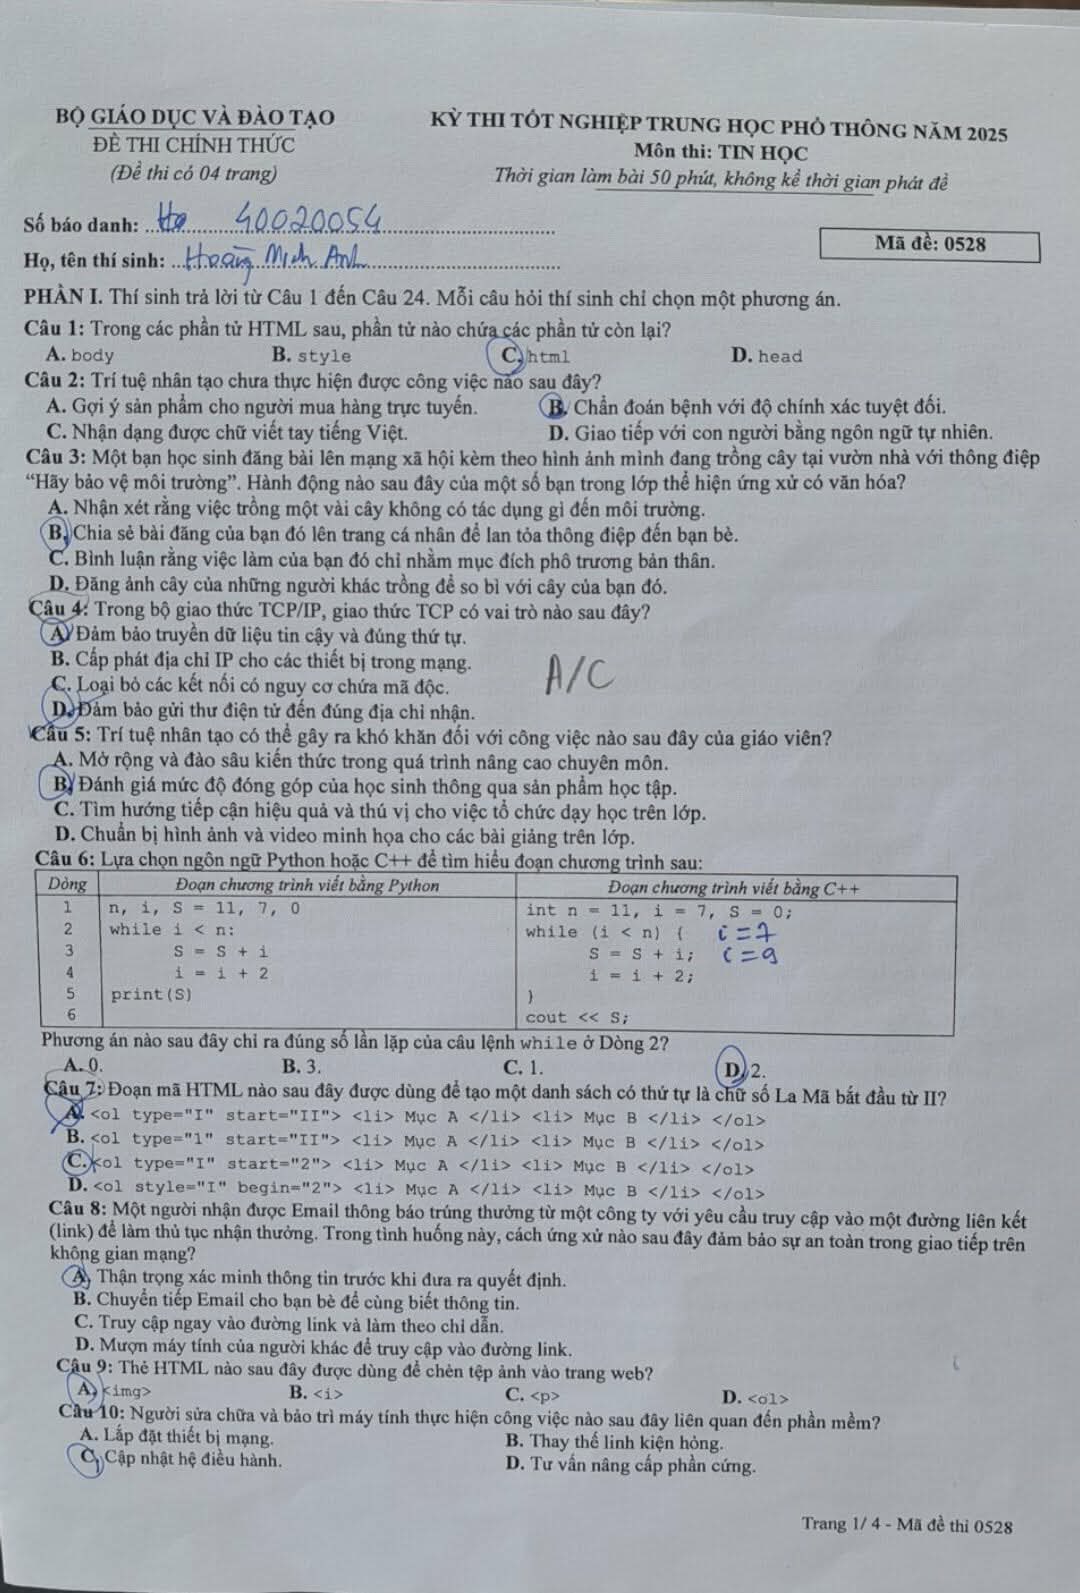 BỘ GIÁO DỤC VÀ ĐÀO TẠO
ĐỀ THI CHÍNH THỨC
(Đề thi có 04 trang)
KỲ THI TỐT NGHIỆP TRUNG HỌC PHỔ THÔNG NĂM 2025
Môn thi: TIN HỌC
Thời gian làm bài 50 phút, không kể thời gian phát đề
Số báo danh: 40020054
Họ, tên thí sinh: Hoàng Minh Anh
Mã đề: 0528
PHẦN I. Thí sinh trả lời từ Câu 1 đến Câu 24. Mỗi câu hỏi thí sinh chỉ chọn một phương án.
Câu 1: Trong các phần tử HTML sau, phần tử nào chứa các phần tử còn lại?
A. body B. style C. html D. head
Câu 2: Trí tuệ nhân tạo chưa thực hiện được công việc nào sau đây?
A. Gợi ý sản phẩm cho người mua hàng trực tuyến. B. Chẩn đoán bệnh với độ chính xác tuyệt đối.
C. Nhận dạng được chữ viết tay tiếng Việt. D. Giao tiếp với con người bằng ngôn ngữ tự nhiên.
Câu 3: Một bạn học sinh đăng bài lên mạng xã hội kèm theo hình ảnh mình đang trồng cây tại vườn nhà với thông điệp
“Hãy bảo vệ môi trường”. Hành động nào sau đây của một số bạn trong lớp thể hiện ứng xử có văn hóa?
A. Nhận xét rằng việc trồng một vài cây không có tác dụng gì đến môi trường.
B. Chia sẻ bài đăng của bạn đó lên trang cá nhân để lan tỏa thông điệp đến bạn bè.
C. Bình luận rằng việc làm của bạn đó chỉ nhằm mục đích phô trương bản thân.
D. Đăng ảnh cây của những người khác trồng để so bì với cây của bạn đó.
Câu 4: Trong bộ giao thức TCP/IP, giao thức TCP có vai trò nào sau đây?
A. Đảm bảo truyền dữ liệu tin cậy và đúng thứ tự.
B. Cấp phát địa chỉ IP cho các thiết bị trong mạng.
C. Loại bỏ các kết nối có nguy cơ chứa mã độc.
A/C
D. Đảm bảo gửi thư điện tử đến đúng địa chỉ nhận.
Câu 5: Trí tuệ nhân tạo có thể gây ra khó khăn đối với công việc nào sau đây của giáo viên?
A. Mở rộng và đào sâu kiến thức trong quá trình nâng cao chuyên môn.
B. Đánh giá mức độ đóng góp của học sinh thông qua sản phẩm học tập.
C. Tìm hướng tiếp cận hiệu quả và thú vị cho việc tổ chức dạy học trên lớp.
D. Chuẩn bị hình ảnh và video minh họa cho các bài giảng trên lớp.
Câu 6: Lựa chọn ngôn ngữ Python hoặc C++ để tìm hiểu đoạn chương trình sau:
Dòng Đoạn chương trình viết bằng Python Đoạn chương trình viết bằng C++
1 n, i, S = 11, 7, 0 int n = 11, i = 7, S = 0;
2 while i < n: while (i < n) { i = 7
3 S = S + i S = S + i; i = 9
4 i = i + 2 i = i + 2;
5 print(S) }
6 cout << S;
Phương án nào sau đây chỉ ra đúng số lần lặp của câu lệnh while ở Dòng 2?
A. 0. B. 3. C. 1. D. 2.
Câu 7: Đoạn mã HTML nào sau đây được dùng để tạo một danh sách có thứ tự là chữ số La Mã bắt đầu từ II?
A. <ol type="I" start="II"> <li> Mục A </li> <li> Mục B </li> </ol>
B. <ol type="1" start="II"> <li> Mục A </li> <li> Mục B </li> </ol>
C. <ol type="I" start="2"> <li> Mục A </li> <li> Mục B </li> </ol>
D. <ol style="I" begin="2"> <li> Mục A </li> <li> Mục B </li> </ol>
Câu 8: Một người nhận được Email thông báo trúng thưởng từ một công ty với yêu cầu truy cập vào một đường liên kết
(link) để làm thủ tục nhận thưởng. Trong tình huống này, cách ứng xử nào sau đây đảm bảo sự an toàn trong giao tiếp trên
không gian mạng?
A. Thận trọng xác minh thông tin trước khi đưa ra quyết định.
B. Chuyển tiếp Email cho bạn bè để cùng biết thông tin.
C. Truy cập ngay vào đường link và làm theo chỉ dẫn.
D. Mượn máy tính của người khác để truy cập vào đường link.
Câu 9: Thẻ HTML nào sau đây được dùng để chèn tệp ảnh vào trang web?
A. <img> B. <i> C. <p> D. <ol>
Câu 10: Người sửa chữa và bảo trì máy tính thực hiện công việc nào sau đây liên quan đến phần mềm?
A. Lắp đặt thiết bị mạng. B. Thay thế linh kiện hỏng.
C. Cập nhật hệ điều hành. D. Tư vấn nâng cấp phần cứng.
Trang 1/ 4 - Mã đề thi 0528